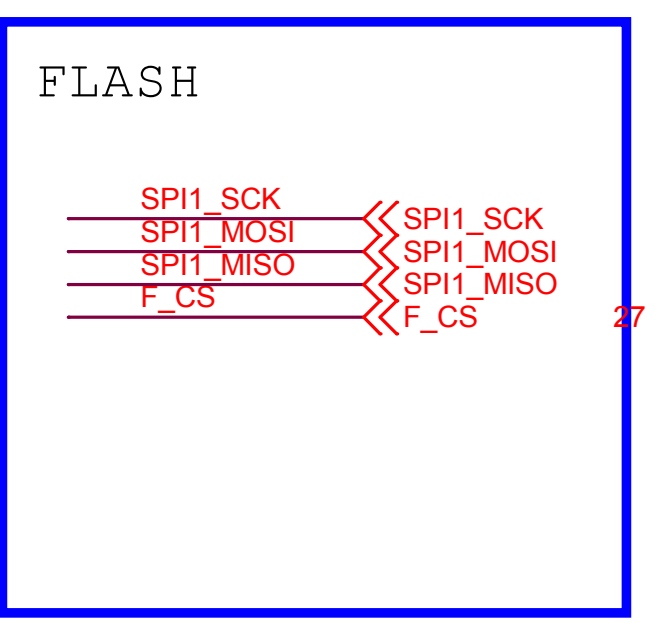 FLASH
SPI1_SCK
SPI1_SCK
SPI1_MOSI
SPI1_MOSI
SPI1_MISO
SPI1_MISO
F_CS
F_CS 27